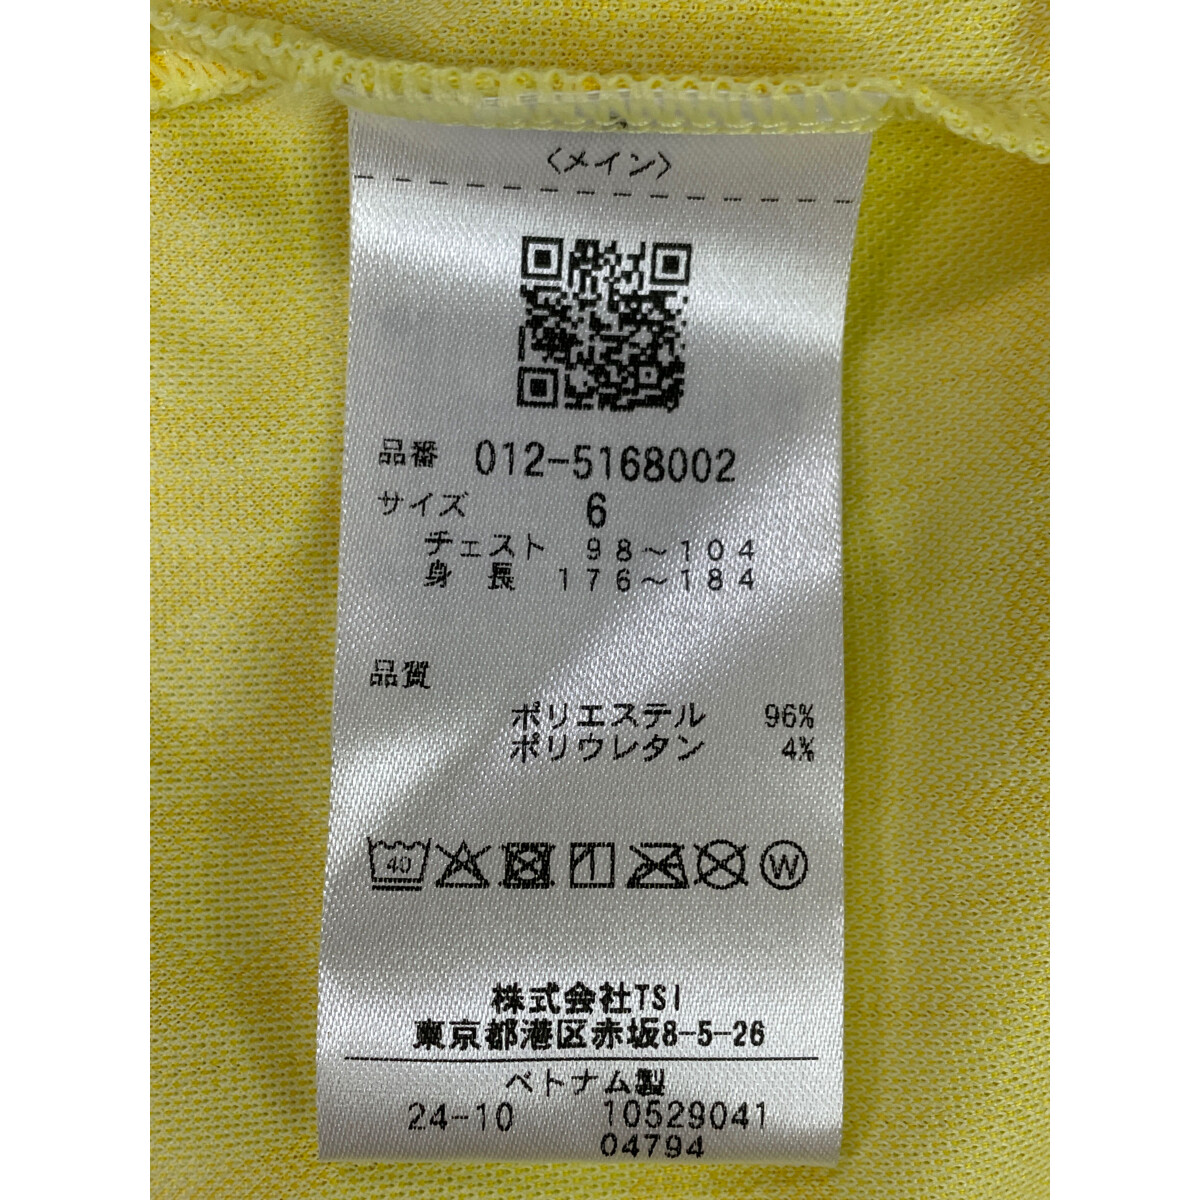 〈メイン〉
品番 012-5168002
サイズ 6
チェスト 98～104
身長 176～184
品質
ポリエステル 96%
ポリウレタン 4%
40 W
株式会社TSI
東京都港区赤坂8-5-26
ベトナム製
24-10 10529041
04794